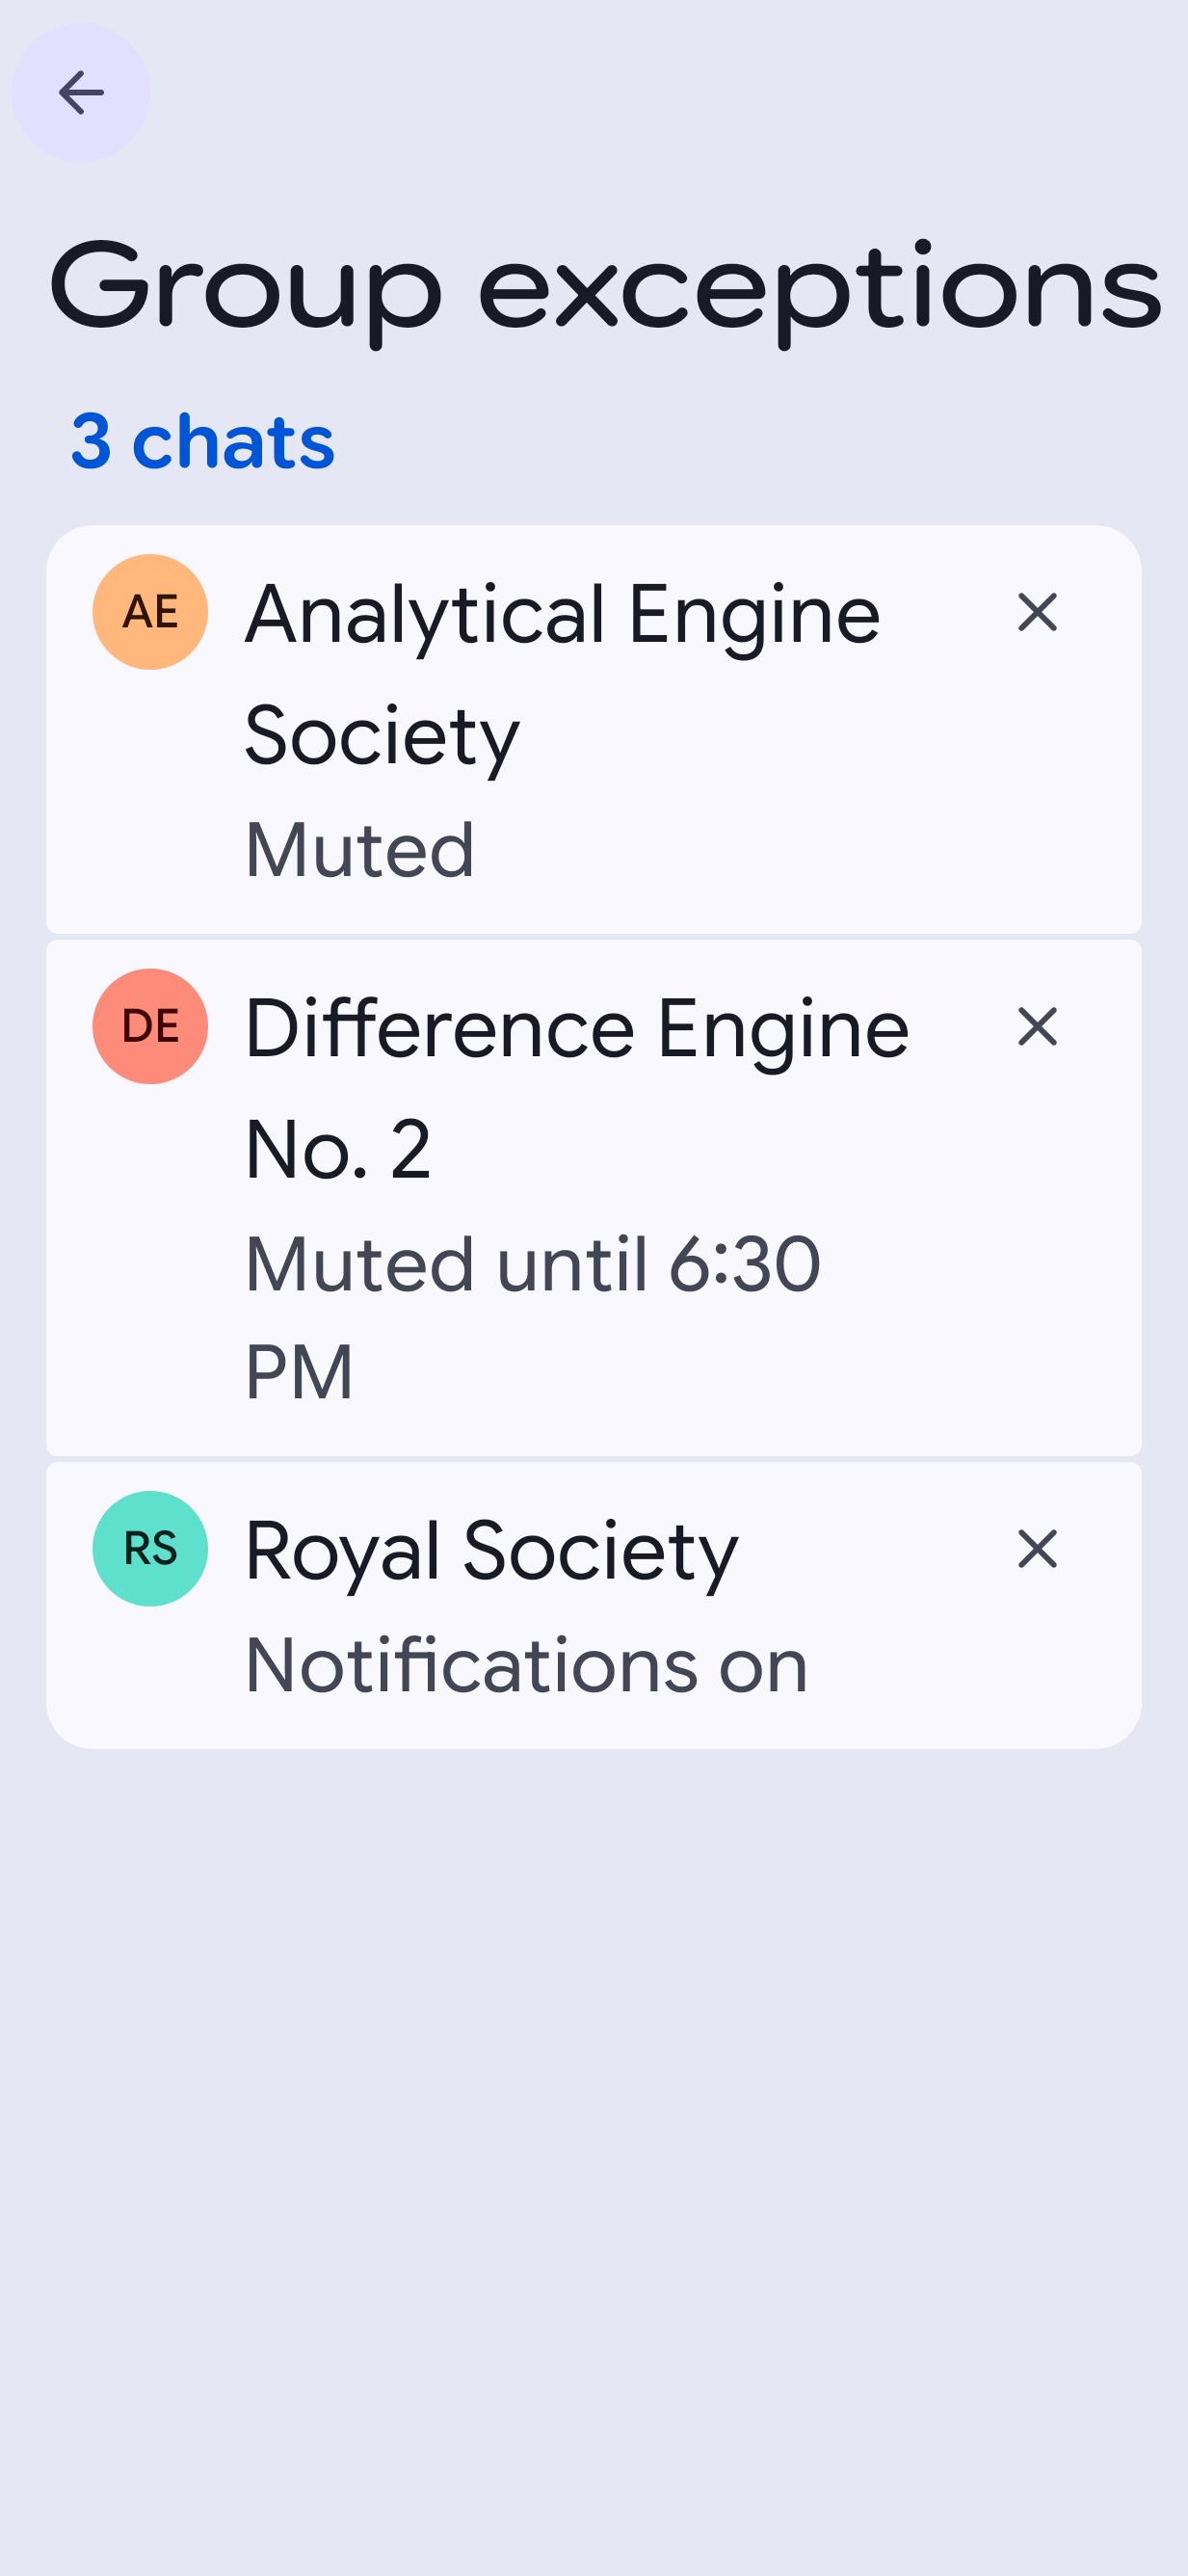 Group exceptions
3 chats
AE
Analytical Engine
Society
Muted
DE
Difference Engine
No. 2
Muted until 6:30
PM
RS
Royal Society
Notifications on